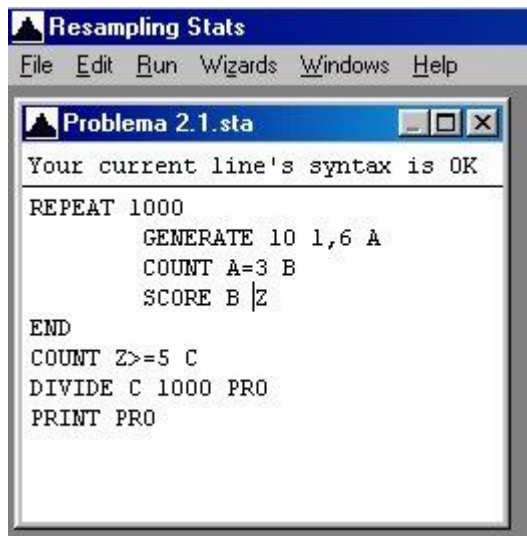 Resampling Stats
File Edit Run Wizards Windows Help
Problema 2.1.sta
Your current line's syntax is OK
REPEAT 1000
GENERATE 10 1,6 A
COUNT A=3 B
SCORE B Z
END
COUNT Z>=5 C
DIVIDE C 1000 PRO
PRINT PRO